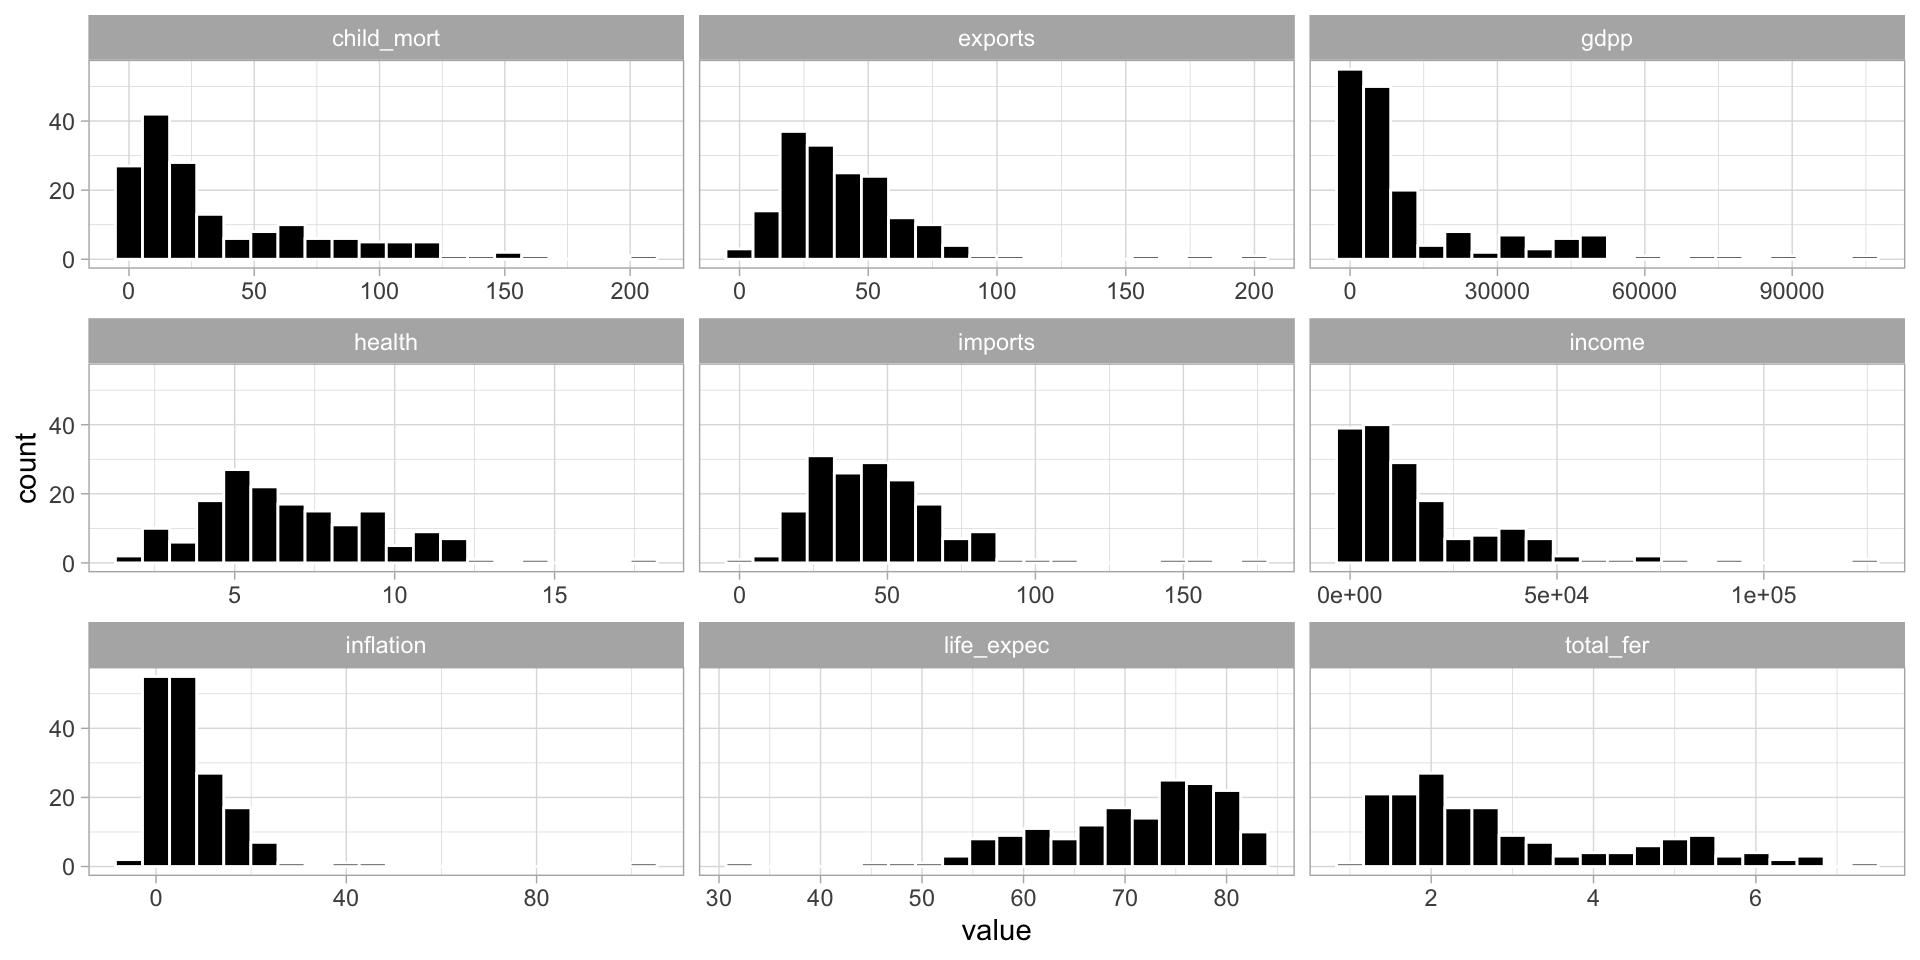 child_mort exports gdpp
40
20
0
0 50 100 150 200 0 50 100 150 200 0 30000 60000 90000
health imports income
count
40
20
0
5 10 15 0 50 100 150 0e+00 5e+04 1e+05
inflation life_expec total_fer
40
20
0
0 40 80 30 40 50 60 70 80 2 4 6
value